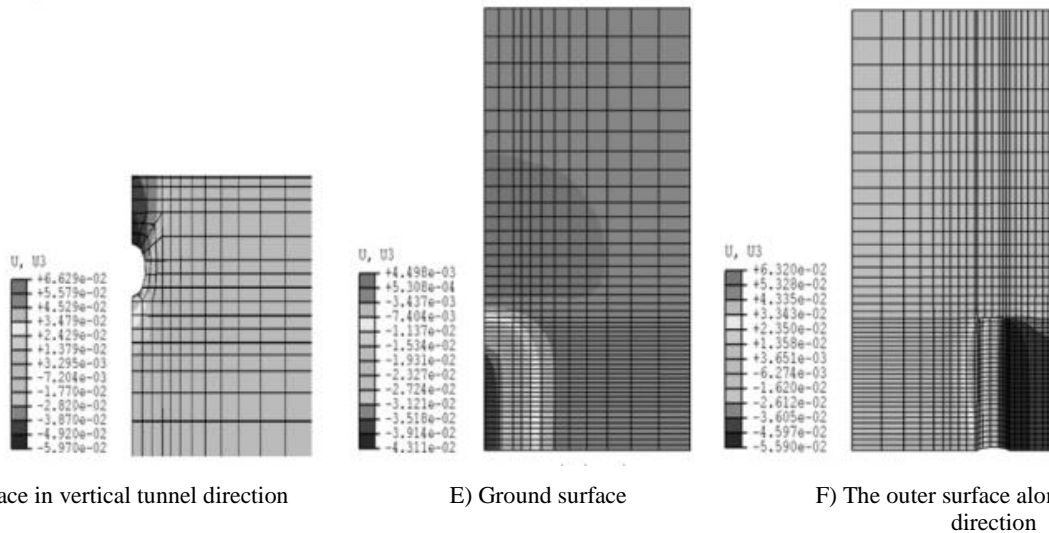 U, U3
+6.629e-02
+5.579e-02
+4.529e-02
+3.479e-02
+2.429e-02
+1.379e-02
+3.295e-03
-7.204e-03
-1.770e-02
-2.820e-02
-3.870e-02
-4.920e-02
-5.970e-02
ace in vertical tunnel direction
U, U3
+4.498e-03
+5.308e-04
-3.437e-03
-7.404e-03
-1.137e-02
-1.534e-02
-1.931e-02
-2.327e-02
-2.724e-02
-3.121e-02
-3.518e-02
-3.914e-02
-4.311e-02
E) Ground surface
U, U3
+6.320e-02
+5.328e-02
+4.335e-02
+3.343e-02
+2.350e-02
+1.358e-02
+3.651e-03
-6.274e-03
-1.620e-02
-2.612e-02
-3.605e-02
-4.597e-02
-5.590e-02
F) The outer surface alor
direction